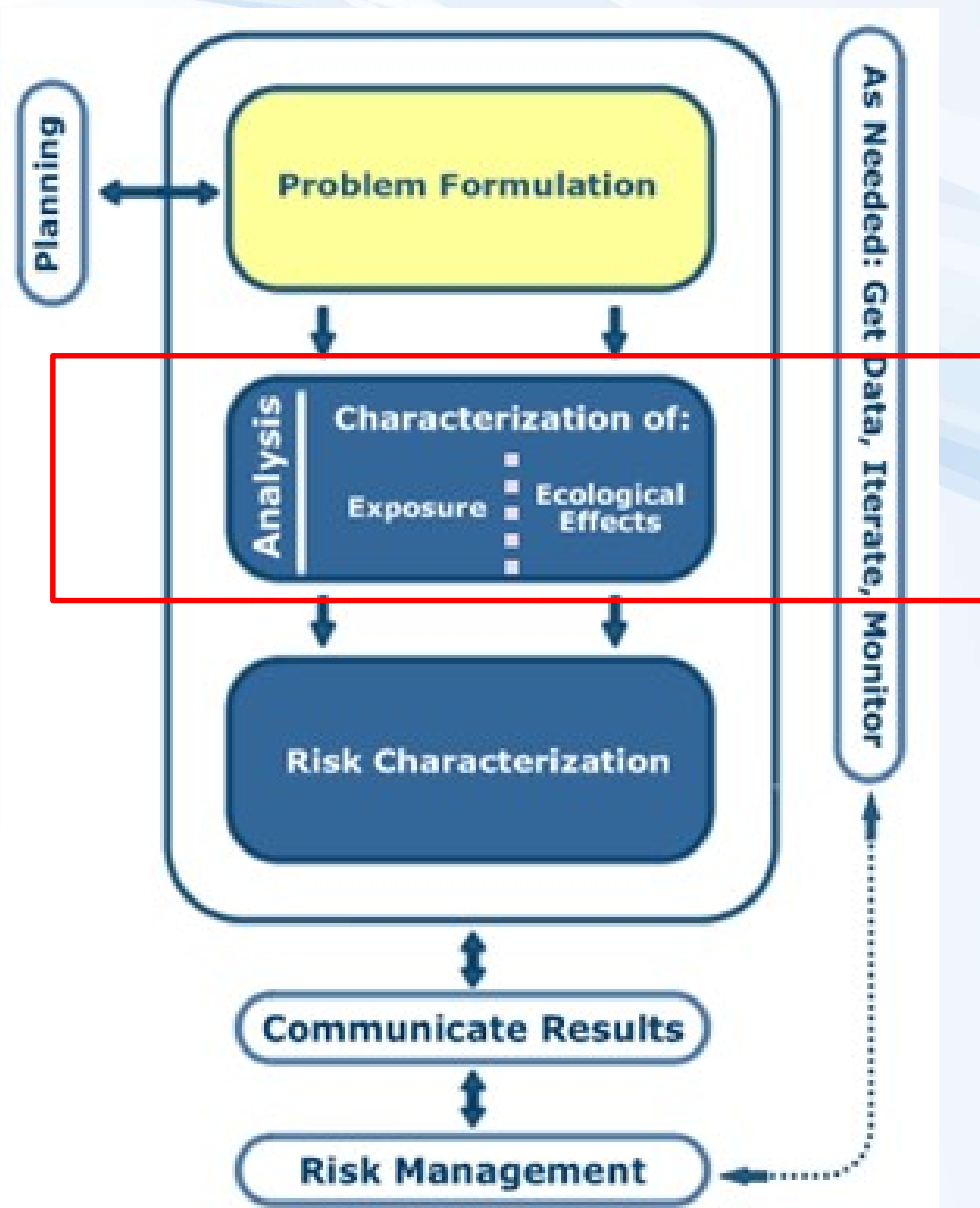 Planning
Problem Formulation
As Needed: Get Data, Iterate, Monitor
Analysis
Characterization of:
Exposure
Ecological
Effects
Risk Characterization
Communicate Results
Risk Management